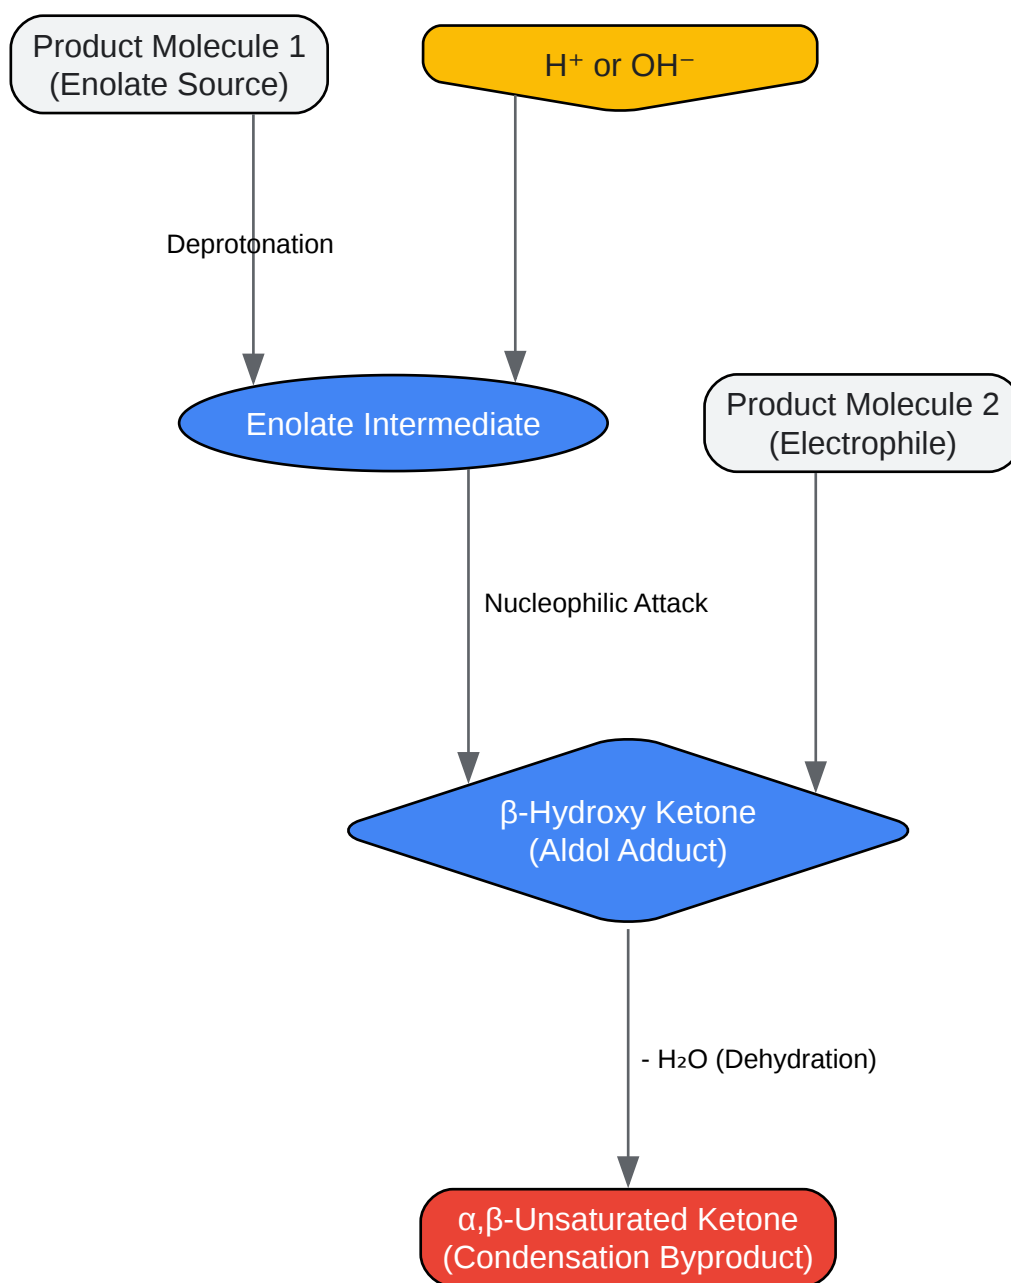 Product Molecule 1
(Enolate Source)
H⁺ or OH⁻
Deprotonation
Enolate Intermediate
Product Molecule 2
(Electrophile)
Nucleophilic Attack
β-Hydroxy Ketone
(Aldol Adduct)
- H₂O (Dehydration)
α,β-Unsaturated Ketone
(Condensation Byproduct)